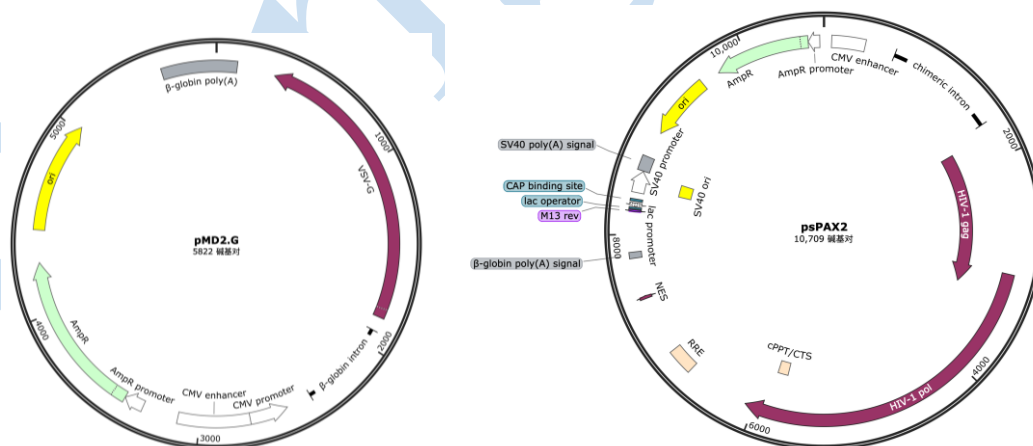 β-globin poly(A)
1000
VSV-G
5000
ori
pMD2.G
5822 碱基对
4000
AmpR
AmpR promoter
CMV enhancer
CMV promoter
3000
β-globin intron
2000
10,000
AmpR
AmpR promoter
CMV enhancer
chimeric intron
2000
ori
SV40 poly(A) signal
SV40 promoter
CAP binding site
lac operator
M13 rev
lac promoter
SV40 ori
8000
β-globin poly(A) signal
psPAX2
10,709 碱基对
HIV-1 gag
NES
RRE
cPPT/CTS
4000
HIV-1 pol
6000